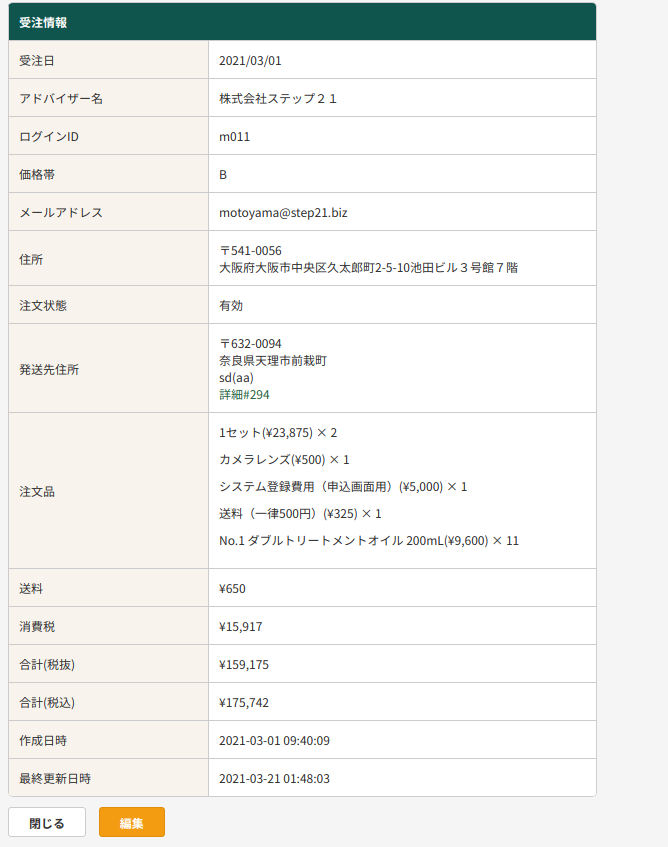 受注情報
受注日 2021/03/01
アドバイザー名 株式会社ステップ２１
ログインID m011
価格帯 B
メールアドレス motoyama@step21.biz
住所 〒541-0056
大阪府大阪市中央区久太郎町2-5-10池田ビル３号館７階
注文状態 有効
発送先住所 〒632-0094
奈良県天理市前栽町
sd(aa)
詳細#294
注文品 1セット(¥23,875) × 2
カメラレンズ(¥500) × 1
システム登録費用（申込画面用）(¥5,000) × 1
送料（一律500円）(¥325) × 1
No.1 ダブルトリートメントオイル 200mL(¥9,600) × 11
送料 ¥650
消費税 ¥15,917
合計(税抜) ¥159,175
合計(税込) ¥175,742
作成日時 2021-03-01 09:40:09
最終更新日時 2021-03-21 01:48:03
閉じる 編集